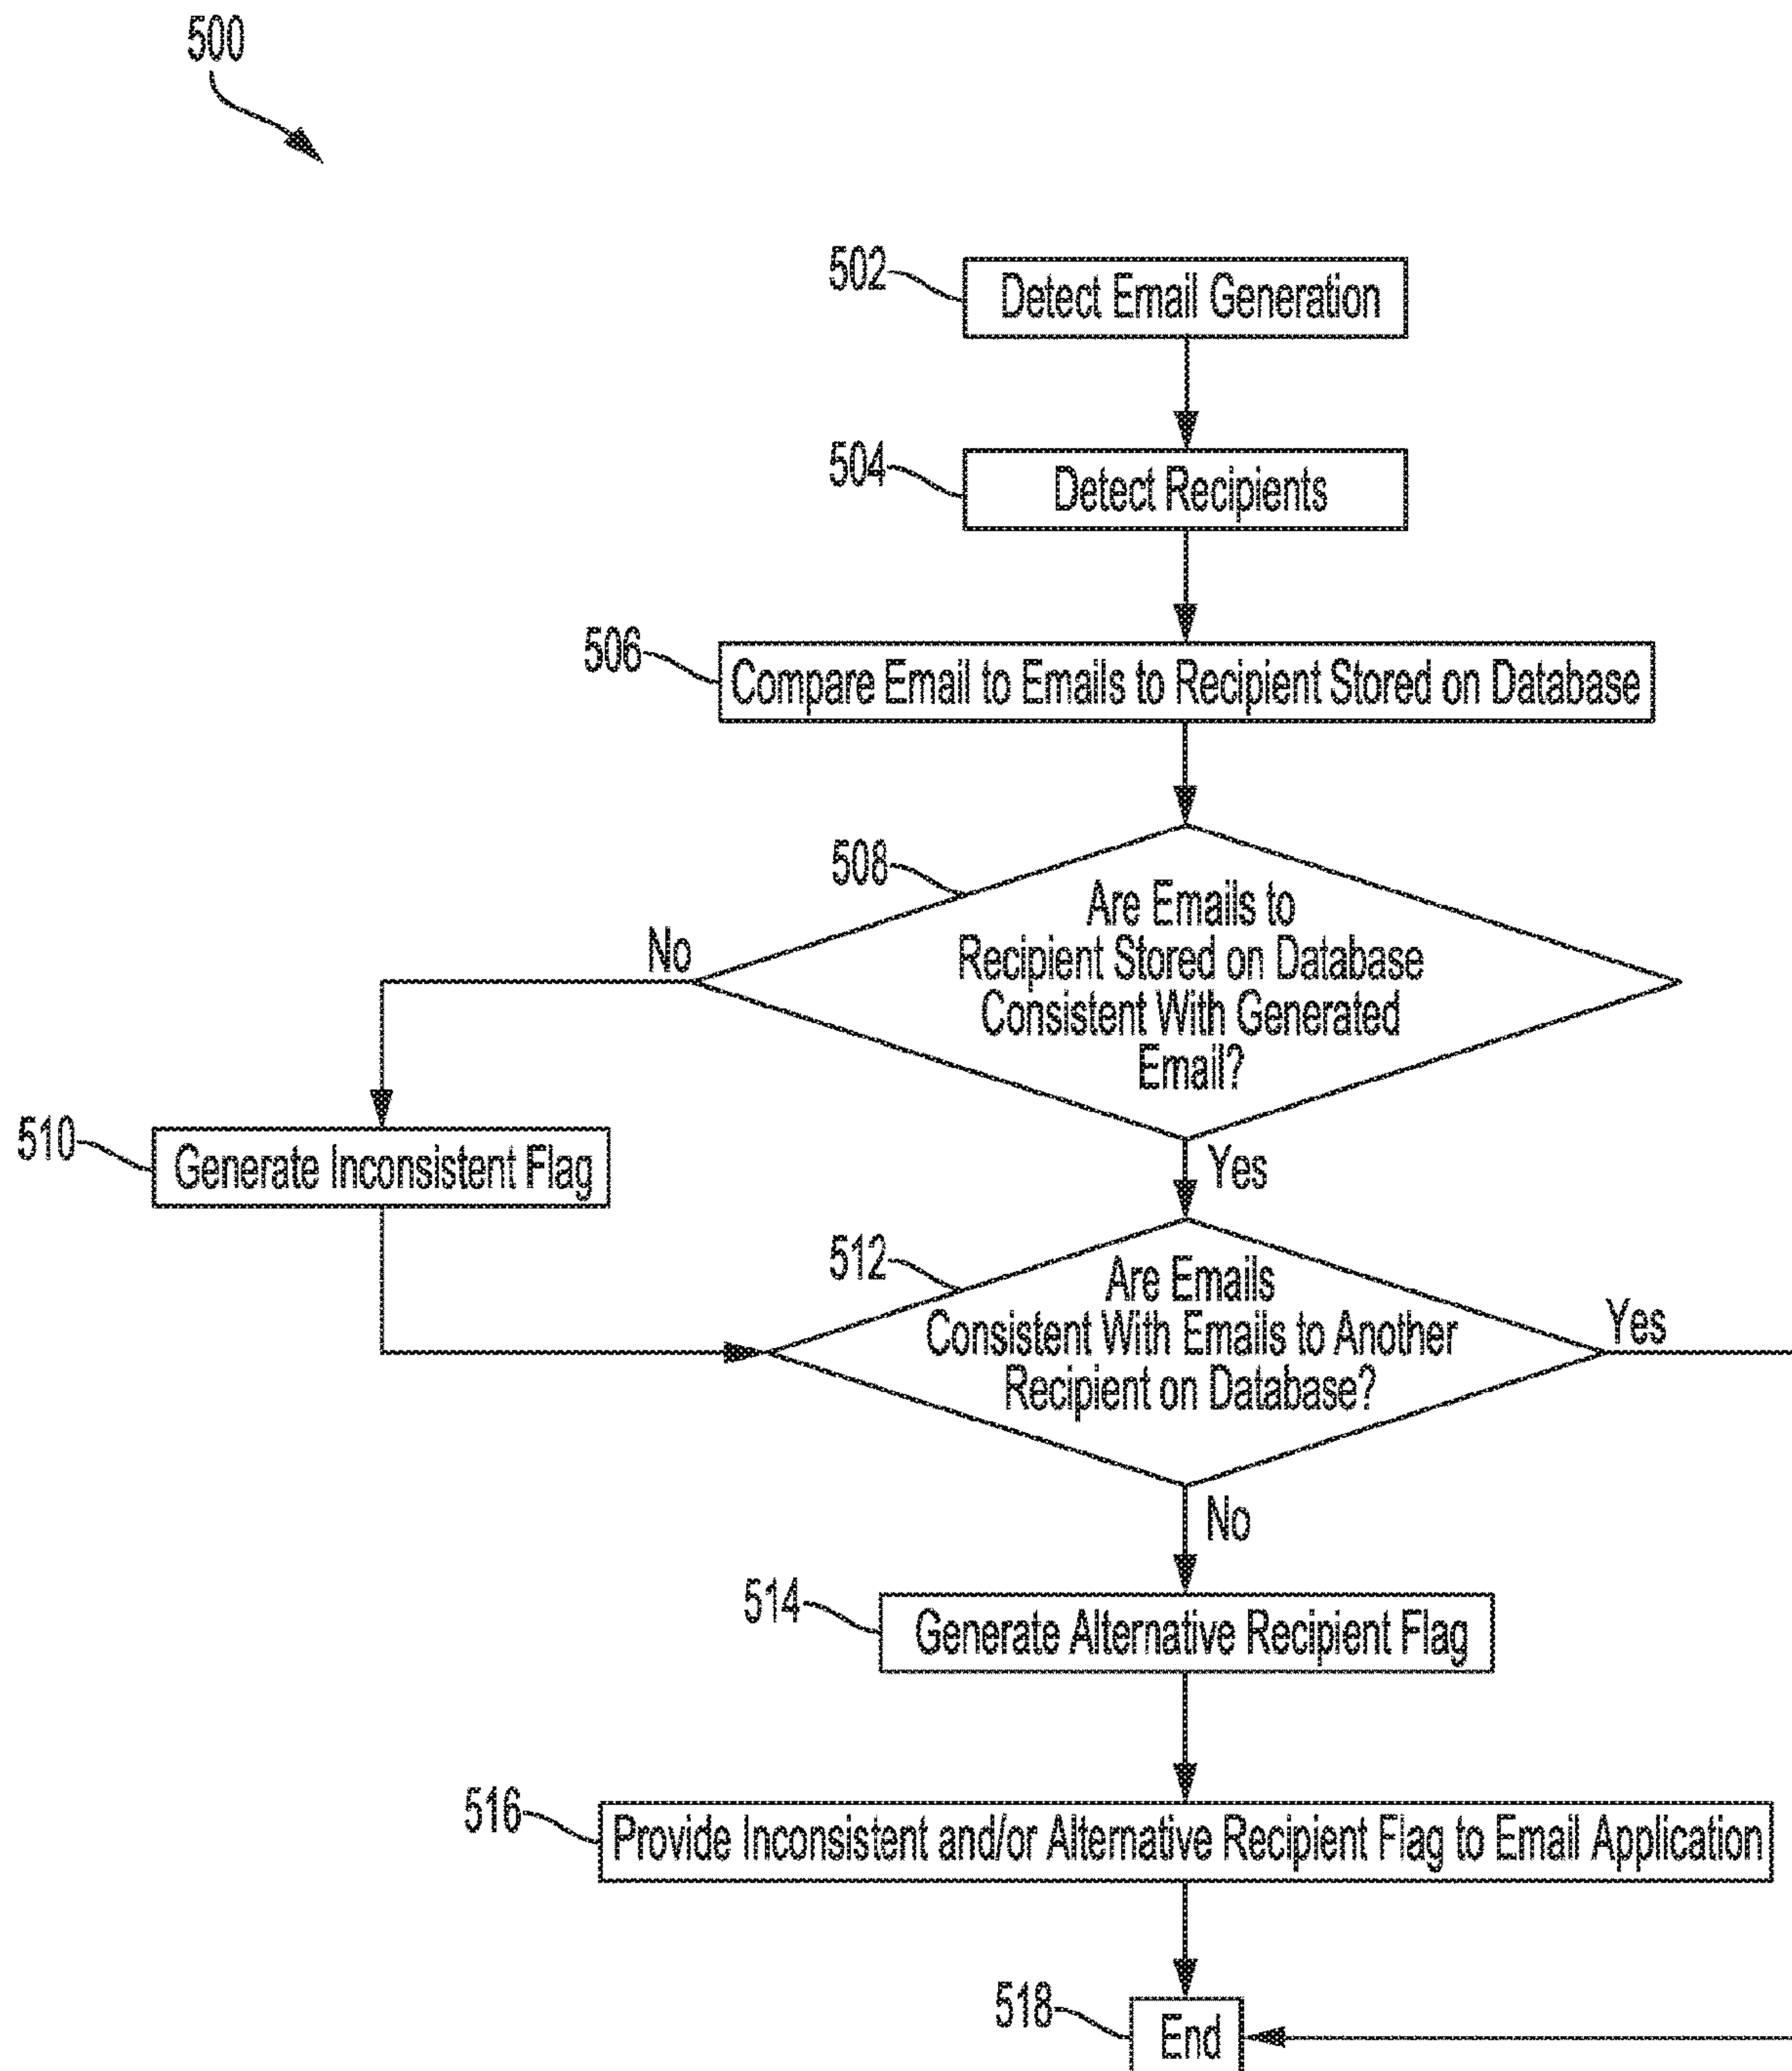 500
502
Detect Email Generation
504
Detect Recipients
506
Compare Email to Emails to Recipient Stored on Database
508
Are Emails to
Recipient Stored on Database
Consistent With Generated
Email?
No
Yes
510
Generate Inconsistent Flag
512
Are Emails
Consistent With Emails to Another
Recipient on Database?
Yes
No
514
Generate Alternative Recipient Flag
516
Provide Inconsistent and/or Alternative Recipient Flag to Email Application
518
End